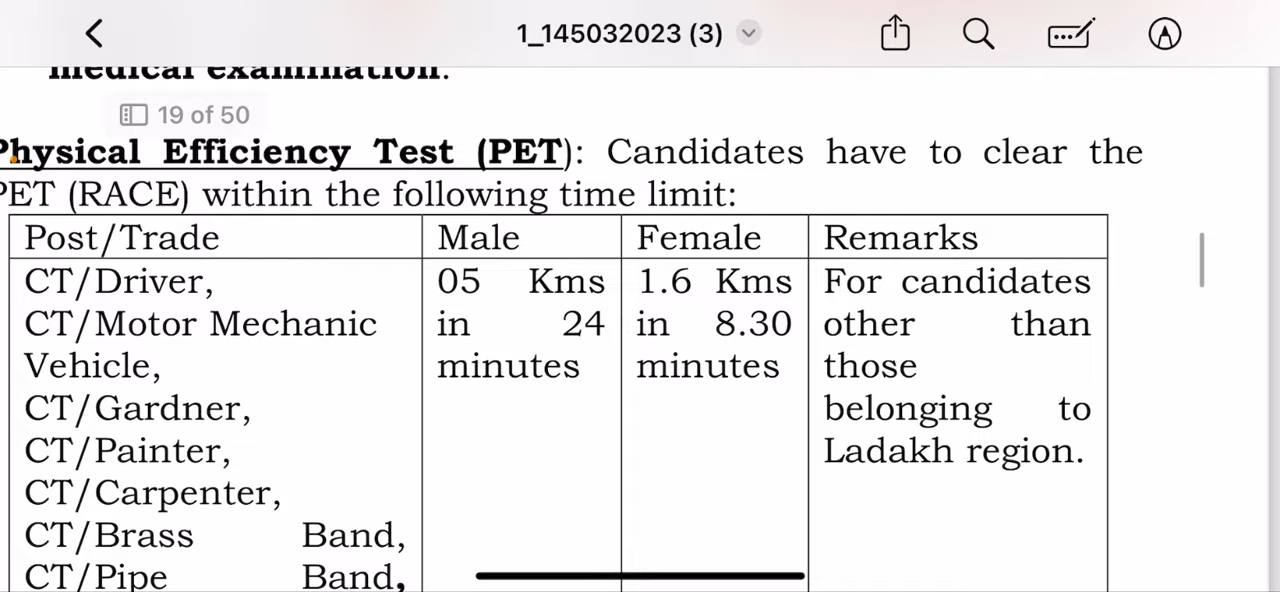 1_145032023 (3)
medical examination.
19 of 50
Physical Efficiency Test (PET): Candidates have to clear the
PET (RACE) within the following time limit:
Post/Trade Male Female Remarks
CT/Driver, 05 Kms 1.6 Kms For candidates
CT/Motor Mechanic in 24 in 8.30 other than
Vehicle, minutes minutes those
CT/Gardner, belonging to
CT/Painter, Ladakh region.
CT/Carpenter,
CT/Brass Band,
CT/Pipe Band,